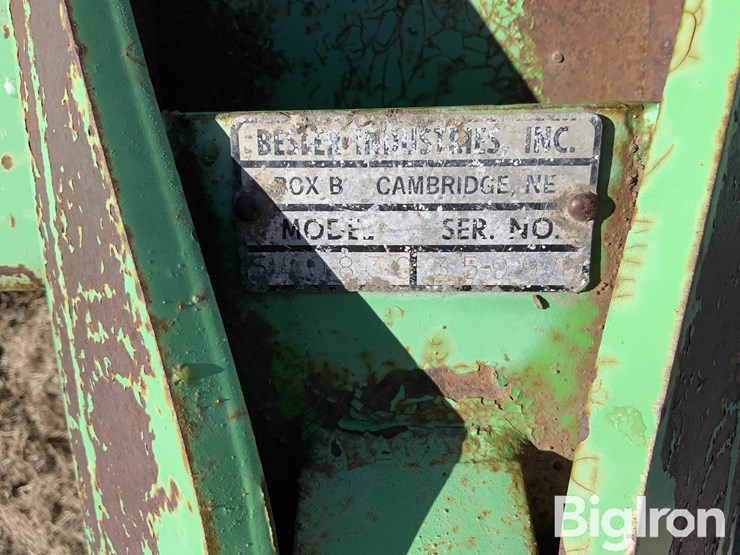 BESLER INDUSTRIES, INC.
BOX B CAMBRIDGE, NE
MODEL SER. NO.
BigIron